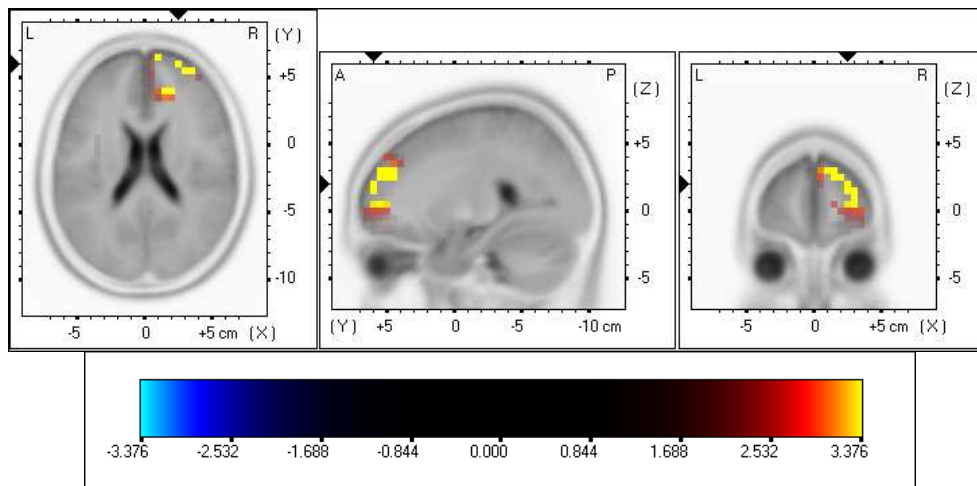 L R (Y)
+5
0
-5
-10
-5 0 +5 cm (X)
A P (Z)
+5
0
-5
(Y) +5 0 -5 -10 cm
L R (Z)
+5
0
-5
-5 0 +5 cm (X)
-3.376 -2.532 -1.688 -0.844 0.000 0.844 1.688 2.532 3.376